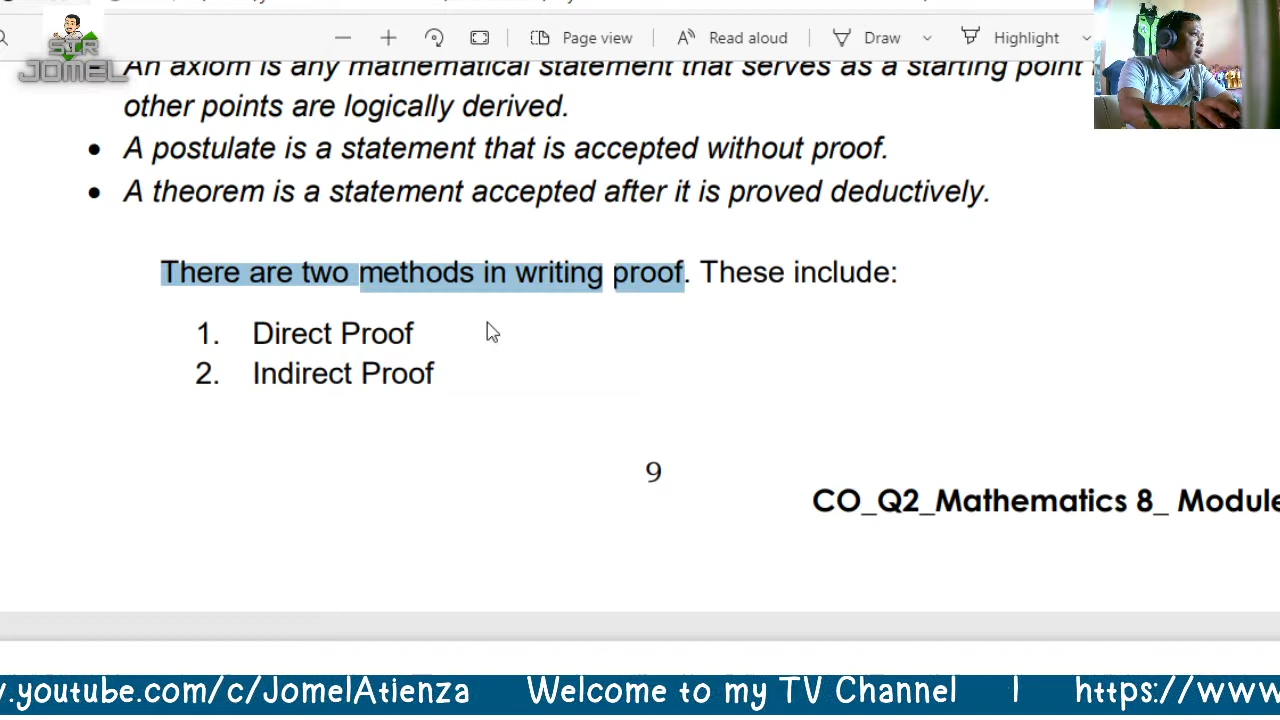 Page view
Read aloud
Draw
Highlight
SIR
JOMEL
An axiom is any mathematical statement that serves as a starting point
other points are logically derived.
• A postulate is a statement that is accepted without proof.
• A theorem is a statement accepted after it is proved deductively.
There are two methods in writing proof. These include:
1. Direct Proof
2. Indirect Proof
9
CO_Q2_Mathematics 8_ Module
.youtube.com/c/JomelAtienza Welcome to my TV Channel | https://www